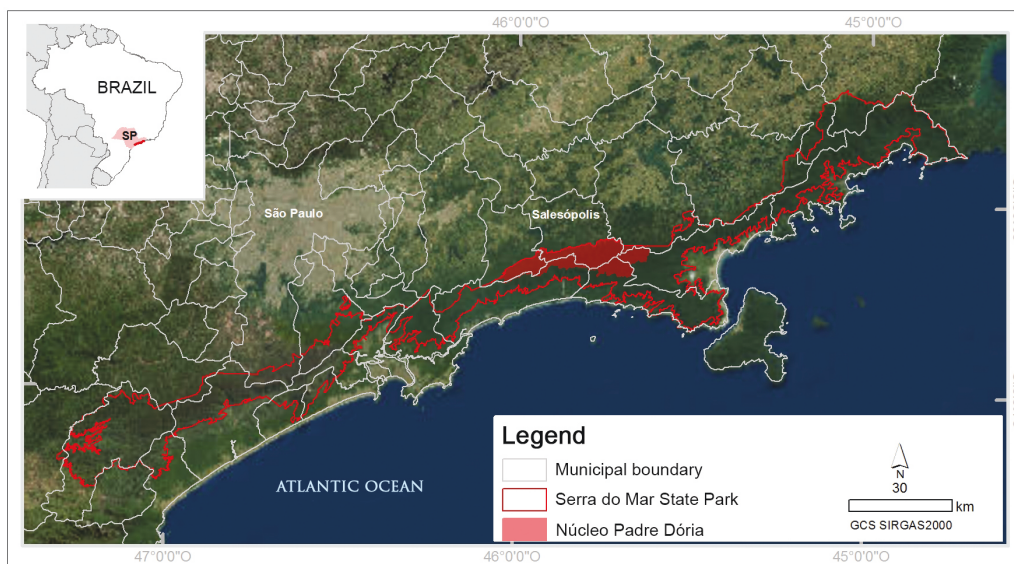 46°0'0"O
45°0'0"O
BRAZIL
SP
São Paulo
Salesópolis
ATLANTIC OCEAN
Legend
Municipal boundary
Serra do Mar State Park
Núcleo Padre Dória
N
30
km
GCS SIRGAS2000
47°0'0"O
46°0'0"O
45°0'0"O